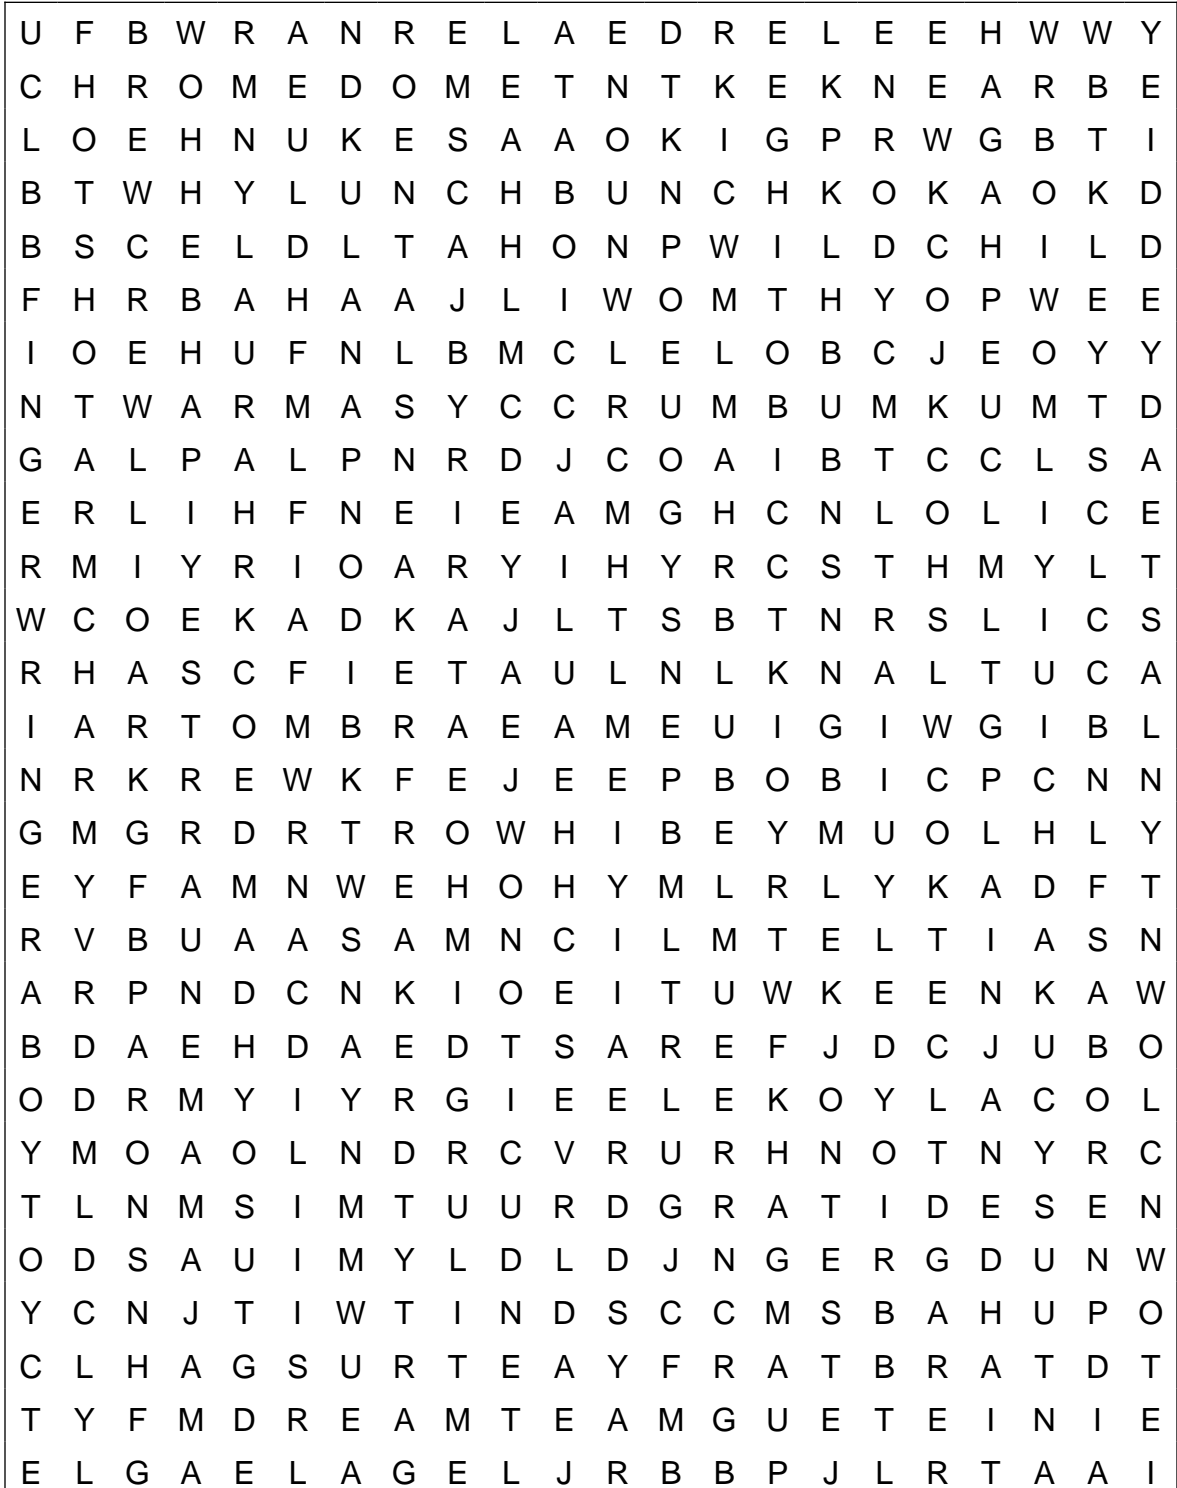 U F B W R A N R E L A E D R E L E E H W W Y
C H R O M E D O M E T N T K E K N E A R B E
L O E H N U K E S A A O K I G P R W G B T I
B T W H Y L U N C H B U N C H K O K A O K D
B S C E L D L T A H O N P W I L D C H I L D
F H R B A H A A J L I W O M T H Y O P W E E
I O E H U F N L B M C L E L O B C J E O Y Y
N T W A R M A S Y C C R U M B U M K U M T D
G A L P A L P N R D J C O A I B T C C L S A
E R L I H F N E I E A M G H C N L O L I C E
R M I Y R I O A R Y I H Y R C S T H M Y L T
W C O E K A D K A J L T S B T N R S L I C S
R H A S C F I E T A U L N L K N A L T U C A
I A R T O M B R A E A M E U I G I W G I B L
N R K R E W K F E J E E P B O B I C P C N N
G M G R D R T R O W H I B E Y M U O L H L Y
E Y F A M N W E H O H Y M L R L Y K A D F T
R V B U A A S A M N C I L M T E L T I A S N
A R P N D C N K I O E I T U W K E E N K A W
B D A E H D A E D T S A R E F J D C J U B O
O D R M Y I Y R G I E E L E K O Y L A C O L
Y M O A O L N D R C V R U R H N O T N Y R C
T L N M S I M T U U R D G R A T I D E S E N
O D S A U I M Y L D L D J N G E R G D U N W
Y C N J T I W T I N D S C C M S B A H U P O
C L H A G S U R T E A Y F R A T B R A T D T
T Y F M D R E A M T E A M G U E T E I N I E
E L G A E L A G E L J R B B P J L R T A A I